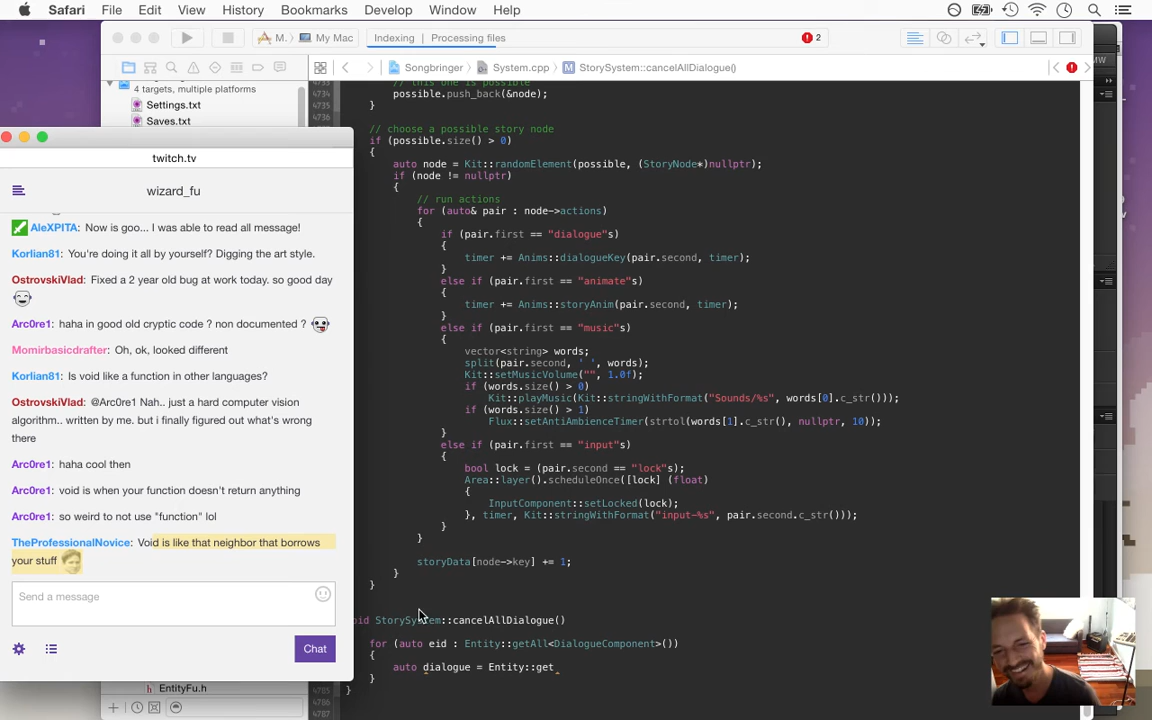 Safari File Edit View History Bookmarks Develop Window Help
M. My Mac Indexing | Processing files 2
Songbringer System.cpp StorySystem::cancelAllDialogue()
4 targets, multiple platforms
Settings.txt
Saves.txt
twitch.tv
wizard_fu
AleXPITA: Now is goo... I was able to read all message!
Korlian81: You're doing it all by yourself? Digging the art style.
OstrovskiVlad: Fixed a 2 year old bug at work today. so good day
Arc0re1: haha in good old cryptic code ? non documented ?
Momirbasicdrafter: Oh, ok, looked different
Korlian81: Is void like a function in other languages?
OstrovskiVlad: @Arc0re1 Nah.. just a hard computer vision
algorithm.. written by me. but i finally figured out what's wrong
there
Arc0re1: haha cool then
Arc0re1: void is when your function doesn't return anything
Arc0re1: so weird to not use "function" lol
TheProfessionalNovice: Void is like that neighbor that borrows
your stuff
Send a message
Chat
EntityFu.h
// this one is possible
4734 possible.push_back(&node);
4735 }
4736
4737 // choose a possible story node
if (possible.size() > 0)
{
auto node = Kit::randomElement(possible, (StoryNode*)nullptr);
if (node != nullptr)
{
// run actions
for (auto& pair : node->actions)
{
if (pair.first == "dialogue"s)
{
timer += Anims::dialogueKey(pair.second, timer);
}
else if (pair.first == "animate"s)
{
timer += Anims::storyAnim(pair.second, timer);
}
else if (pair.first == "music"s)
{
vector<string> words;
split(pair.second, ' ', words);
Kit::setMusicVolume("", 1.0f);
if (words.size() > 0)
Kit::playMusic(Kit::stringWithFormat("Sounds/%s", words[0].c_str()));
if (words.size() > 1)
Flux::setAntiAmbienceTimer(strtol(words[1].c_str(), nullptr, 10));
}
else if (pair.first == "input"s)
{
bool lock = (pair.second == "lock"s);
Area::layer().scheduleOnce([lock] (float)
{
InputComponent::setLocked(lock);
}, timer, Kit::stringWithFormat("input-%s", pair.second.c_str()));
}
}
storyData[node->key] += 1;
}
}
StorySystem::cancelAllDialogue()
for (auto eid : Entity::getAll<DialogueComponent>())
{
auto dialogue = Entity::get
}
4785 }
4786
4787